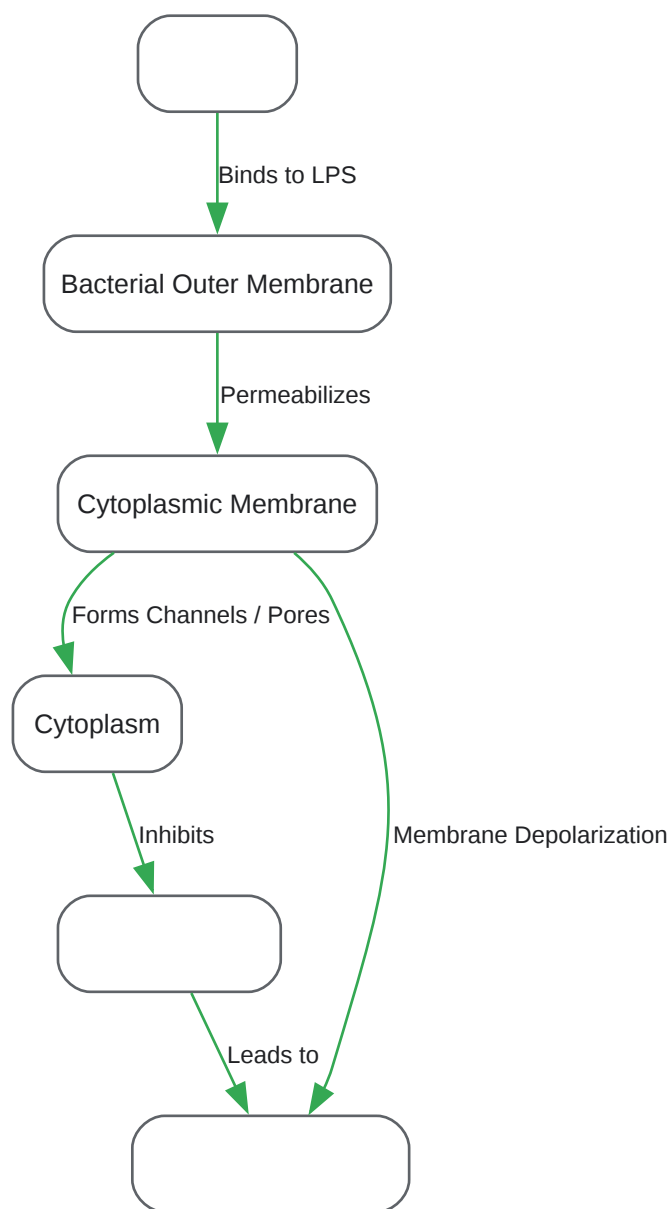 Binds to LPS
Bacterial Outer Membrane
Permeabilizes
Cytoplasmic Membrane
Forms Channels / Pores
Cytoplasm
Inhibits
Membrane Depolarization
Leads to